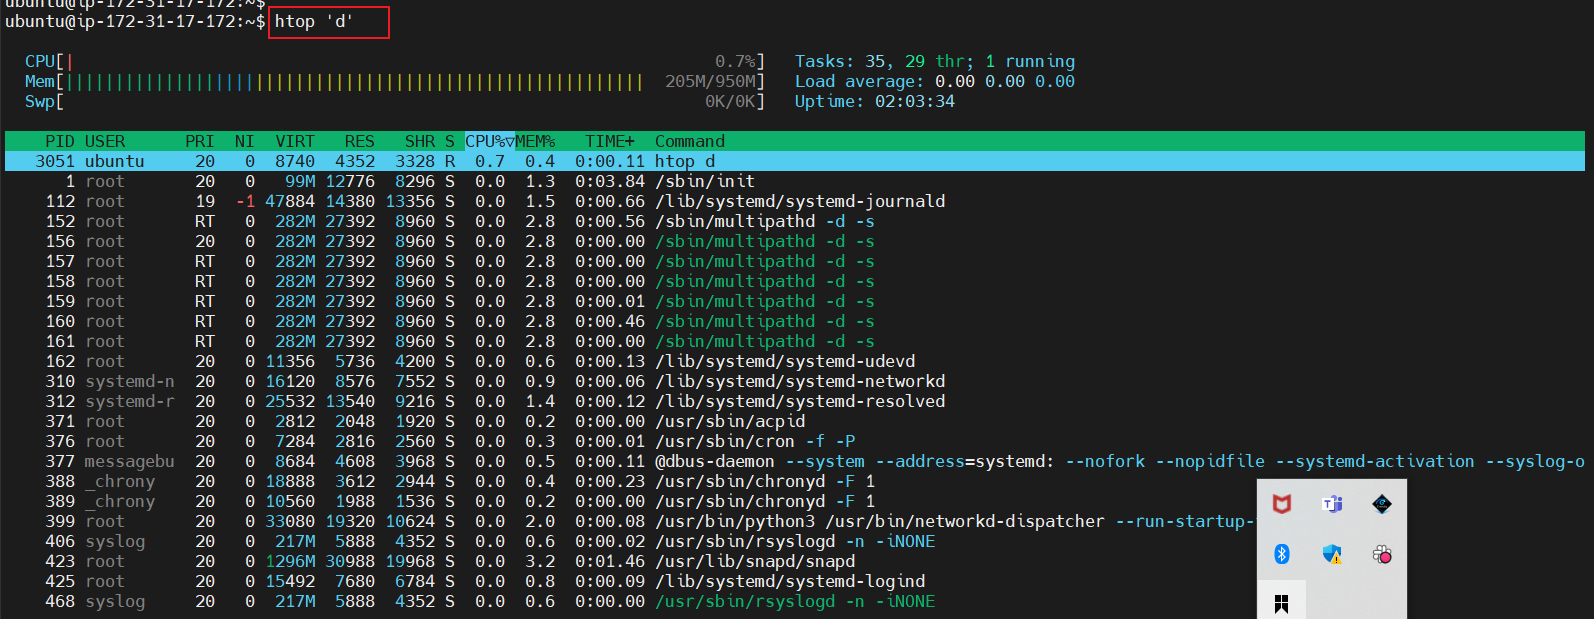 ubuntu@ip-172-31-17-172:~$
ubuntu@ip-172-31-17-172:~$ htop 'd'
CPU[| 0.7%] Tasks: 35, 29 thr; 1 running
Mem[|||||||||||||||||||||||||||||||||||||||||||||||||||||||||| 205M/950M] Load average: 0.00 0.00 0.00
Swp[ 0K/0K] Uptime: 02:03:34
PID USER PRI NI VIRT RES SHR S CPU%▽MEM% TIME+ Command
3051 ubuntu 20 0 8740 4352 3328 R 0.7 0.4 0:00.11 htop d
1 root 20 0 99M 12776 8296 S 0.0 1.3 0:03.84 /sbin/init
112 root 19 -1 47884 14380 13356 S 0.0 1.5 0:00.66 /lib/systemd/systemd-journald
152 root RT 0 282M 27392 8960 S 0.0 2.8 0:00.56 /sbin/multipathd -d -s
156 root 20 0 282M 27392 8960 S 0.0 2.8 0:00.00 /sbin/multipathd -d -s
157 root RT 0 282M 27392 8960 S 0.0 2.8 0:00.00 /sbin/multipathd -d -s
158 root RT 0 282M 27392 8960 S 0.0 2.8 0:00.00 /sbin/multipathd -d -s
159 root RT 0 282M 27392 8960 S 0.0 2.8 0:00.01 /sbin/multipathd -d -s
160 root RT 0 282M 27392 8960 S 0.0 2.8 0:00.46 /sbin/multipathd -d -s
161 root RT 0 282M 27392 8960 S 0.0 2.8 0:00.00 /sbin/multipathd -d -s
162 root 20 0 11356 5736 4200 S 0.0 0.6 0:00.13 /lib/systemd/systemd-udevd
310 systemd-n 20 0 16120 8576 7552 S 0.0 0.9 0:00.06 /lib/systemd/systemd-networkd
312 systemd-r 20 0 25532 13540 9216 S 0.0 1.4 0:00.12 /lib/systemd/systemd-resolved
371 root 20 0 2812 2048 1920 S 0.0 0.2 0:00.00 /usr/sbin/acpid
376 root 20 0 7284 2816 2560 S 0.0 0.3 0:00.01 /usr/sbin/cron -f -P
377 messagebu 20 0 8684 4608 3968 S 0.0 0.5 0:00.11 @dbus-daemon --system --address=systemd: --nofork --nopidfile --systemd-activation --syslog-o
388 _chrony 20 0 18888 3612 2944 S 0.0 0.4 0:00.23 /usr/sbin/chronyd -F 1
389 _chrony 20 0 10560 1988 1536 S 0.0 0.2 0:00.00 /usr/sbin/chronyd -F 1
399 root 20 0 33080 19320 10624 S 0.0 2.0 0:00.08 /usr/bin/python3 /usr/bin/networkd-dispatcher --run-startup-
406 syslog 20 0 217M 5888 4352 S 0.0 0.6 0:00.02 /usr/sbin/rsyslogd -n -iNONE
423 root 20 0 1296M 30988 19968 S 0.0 3.2 0:01.46 /usr/lib/snapd/snapd
425 root 20 0 15492 7680 6784 S 0.0 0.8 0:00.09 /lib/systemd/systemd-logind
468 syslog 20 0 217M 5888 4352 S 0.0 0.6 0:00.00 /usr/sbin/rsyslogd -n -iNONE